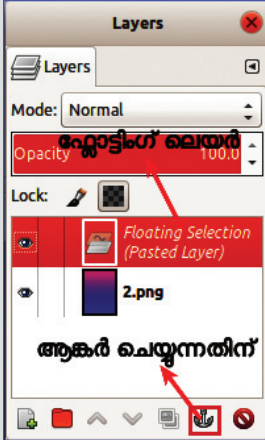 Layers
Layers
Mode: Normal
ഫ്ലോട്ടിംഗ് ലെയർ
Opacity 100.0
Lock:
Floating Selection
(Pasted Layer)
2.png
ആങ്കർ ചെയ്യുന്നതിന്